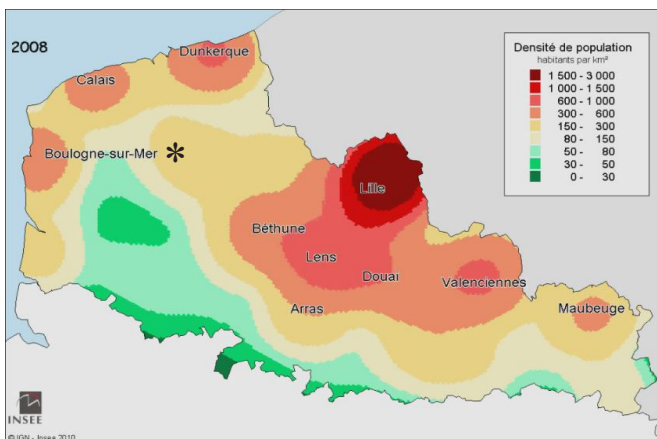 2008
Dunkerque
Calais
Boulogne-sur-Mer *
Lille
Béthune
Lens
Douai
Valenciennes
Arras
Maubeuge
Densité de population
habitants par km²
1 500 - 3 000
1 000 - 1 500
600 - 1 000
300 - 600
150 - 300
80 - 150
50 - 80
30 - 50
0 - 30
INSEE
© IGN - Insee 2010